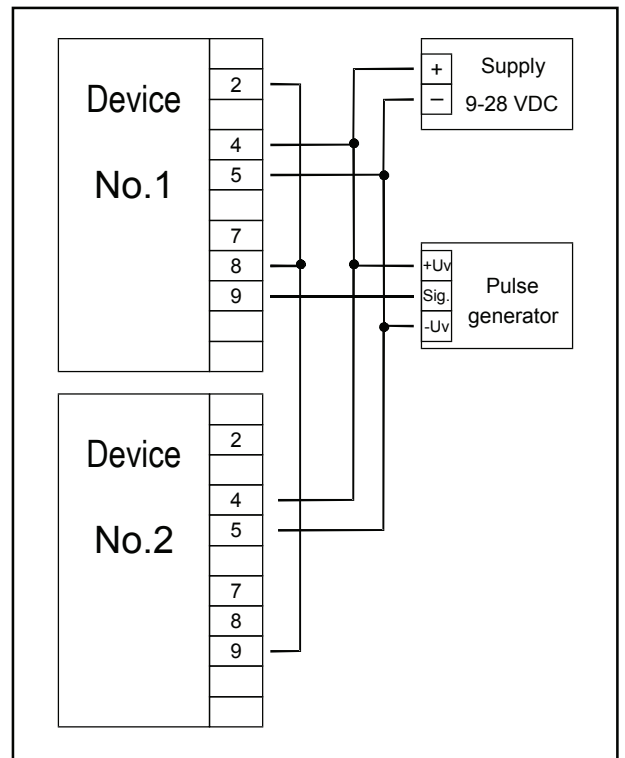 Device
No.1
2
4
5
7
8
9
+
Supply
–
9-28 VDC
+Uv
Sig.
-Uv
Pulse
generator
Device
No.2
2
4
5
7
8
9